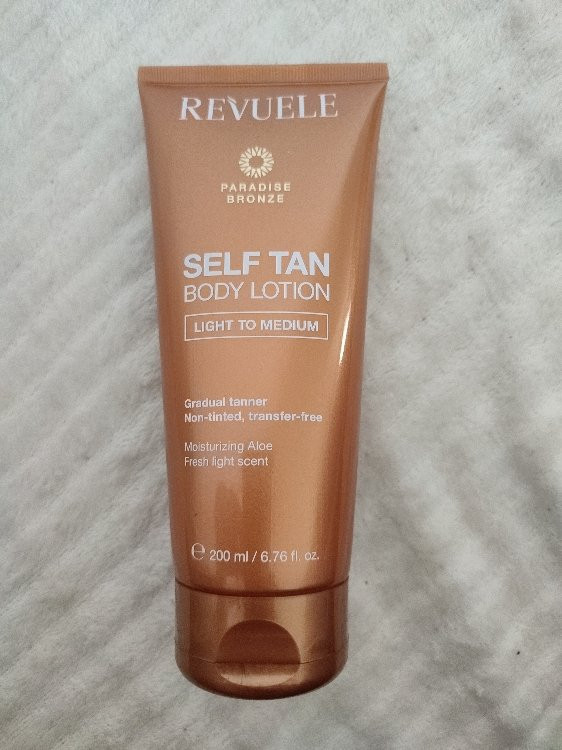 REVUELE
PARADISE
BRONZE
SELF TAN
BODY LOTION
LIGHT TO MEDIUM
Gradual tanner
Non-tinted, transfer-free
Moisturizing Aloe
Fresh light scent
℮ 200 ml / 6.76 fl. oz.